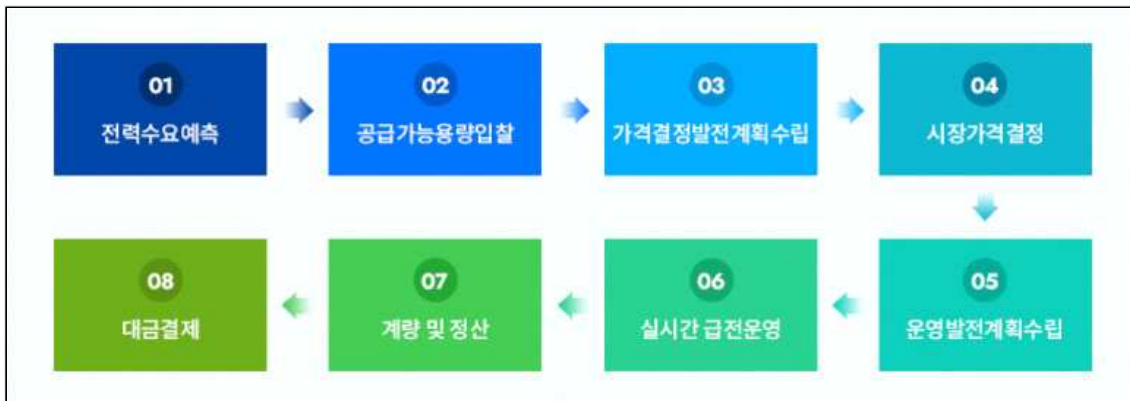 01
전력수요예측
02
공급가능용량입찰
03
가격결정발전계획수립
04
시장가격결정
05
운영발전계획수립
06
실시간 급전운영
07
계량 및 정산
08
대금결제